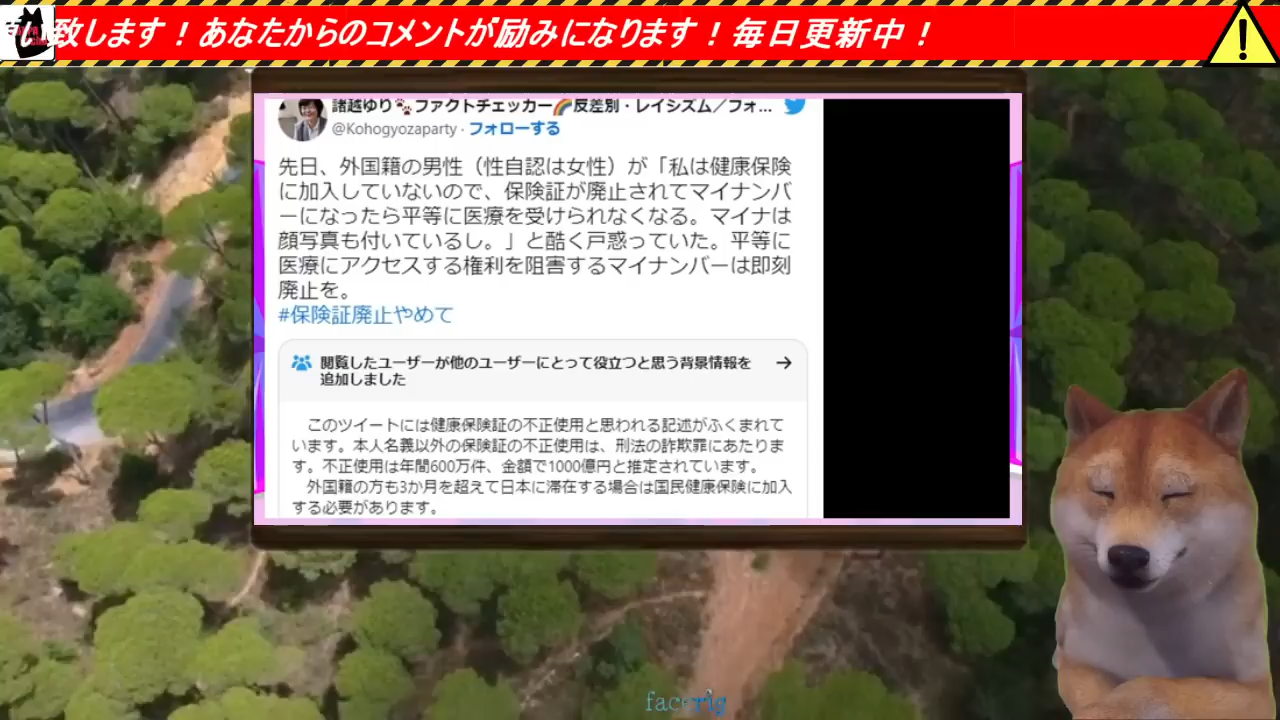 致します！あなたからのコメントが励みになります！毎日更新中！
諸越ゆり🐾ファクトチェッカー🌈反差別・レイシズム／フォ...
@Kohogyozaparty · フォローする
先日、外国籍の男性（性自認は女性）が「私は健康保険
に加入していないので、保険証が廃止されてマイナンバ
ーになったら平等に医療を受けられなくなる。マイナは
顔写真も付いているし。」と酷く戸惑っていた。平等に
医療にアクセスする権利を阻害するマイナンバーは即刻
廃止を。
#保険証廃止やめて
閲覧したユーザーが他のユーザーにとって役立つと思う背景情報を
追加しました
このツイートには健康保険証の不正使用と思われる記述がふくまれて
います。本人名義以外の保険証の不正使用は、刑法の詐欺罪にあたりま
す。不正使用は年間600万件、金額で1000億円と推定されています。
外国籍の方も3か月を超えて日本に滞在する場合は国民健康保険に加入
する必要があります。
facerig